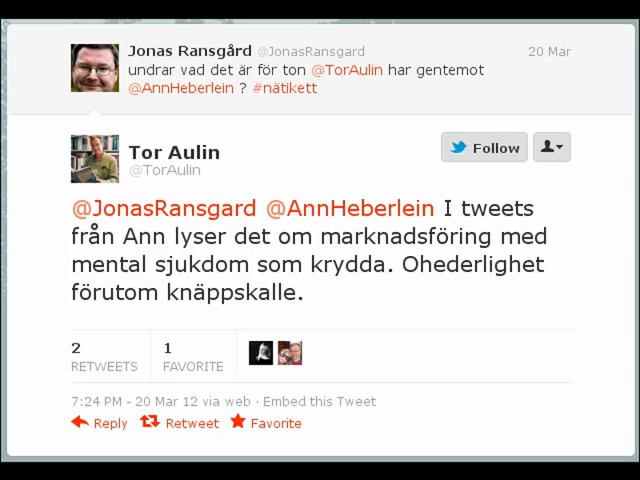 Jonas Ransgård @JonasRansgard 20 Mar
undrar vad det är för ton @TorAulin har gentemot
@AnnHeberlein ? #nätikett
Tor Aulin
@TorAulin
Follow
@JonasRansgard @AnnHeberlein I tweets
från Ann lyser det om marknadsföring med
mental sjukdom som krydda. Ohederlighet
förutom knäppskalle.
2 1
RETWEETS FAVORITE
7:24 PM - 20 Mar 12 via web · Embed this Tweet
Reply Retweet Favorite